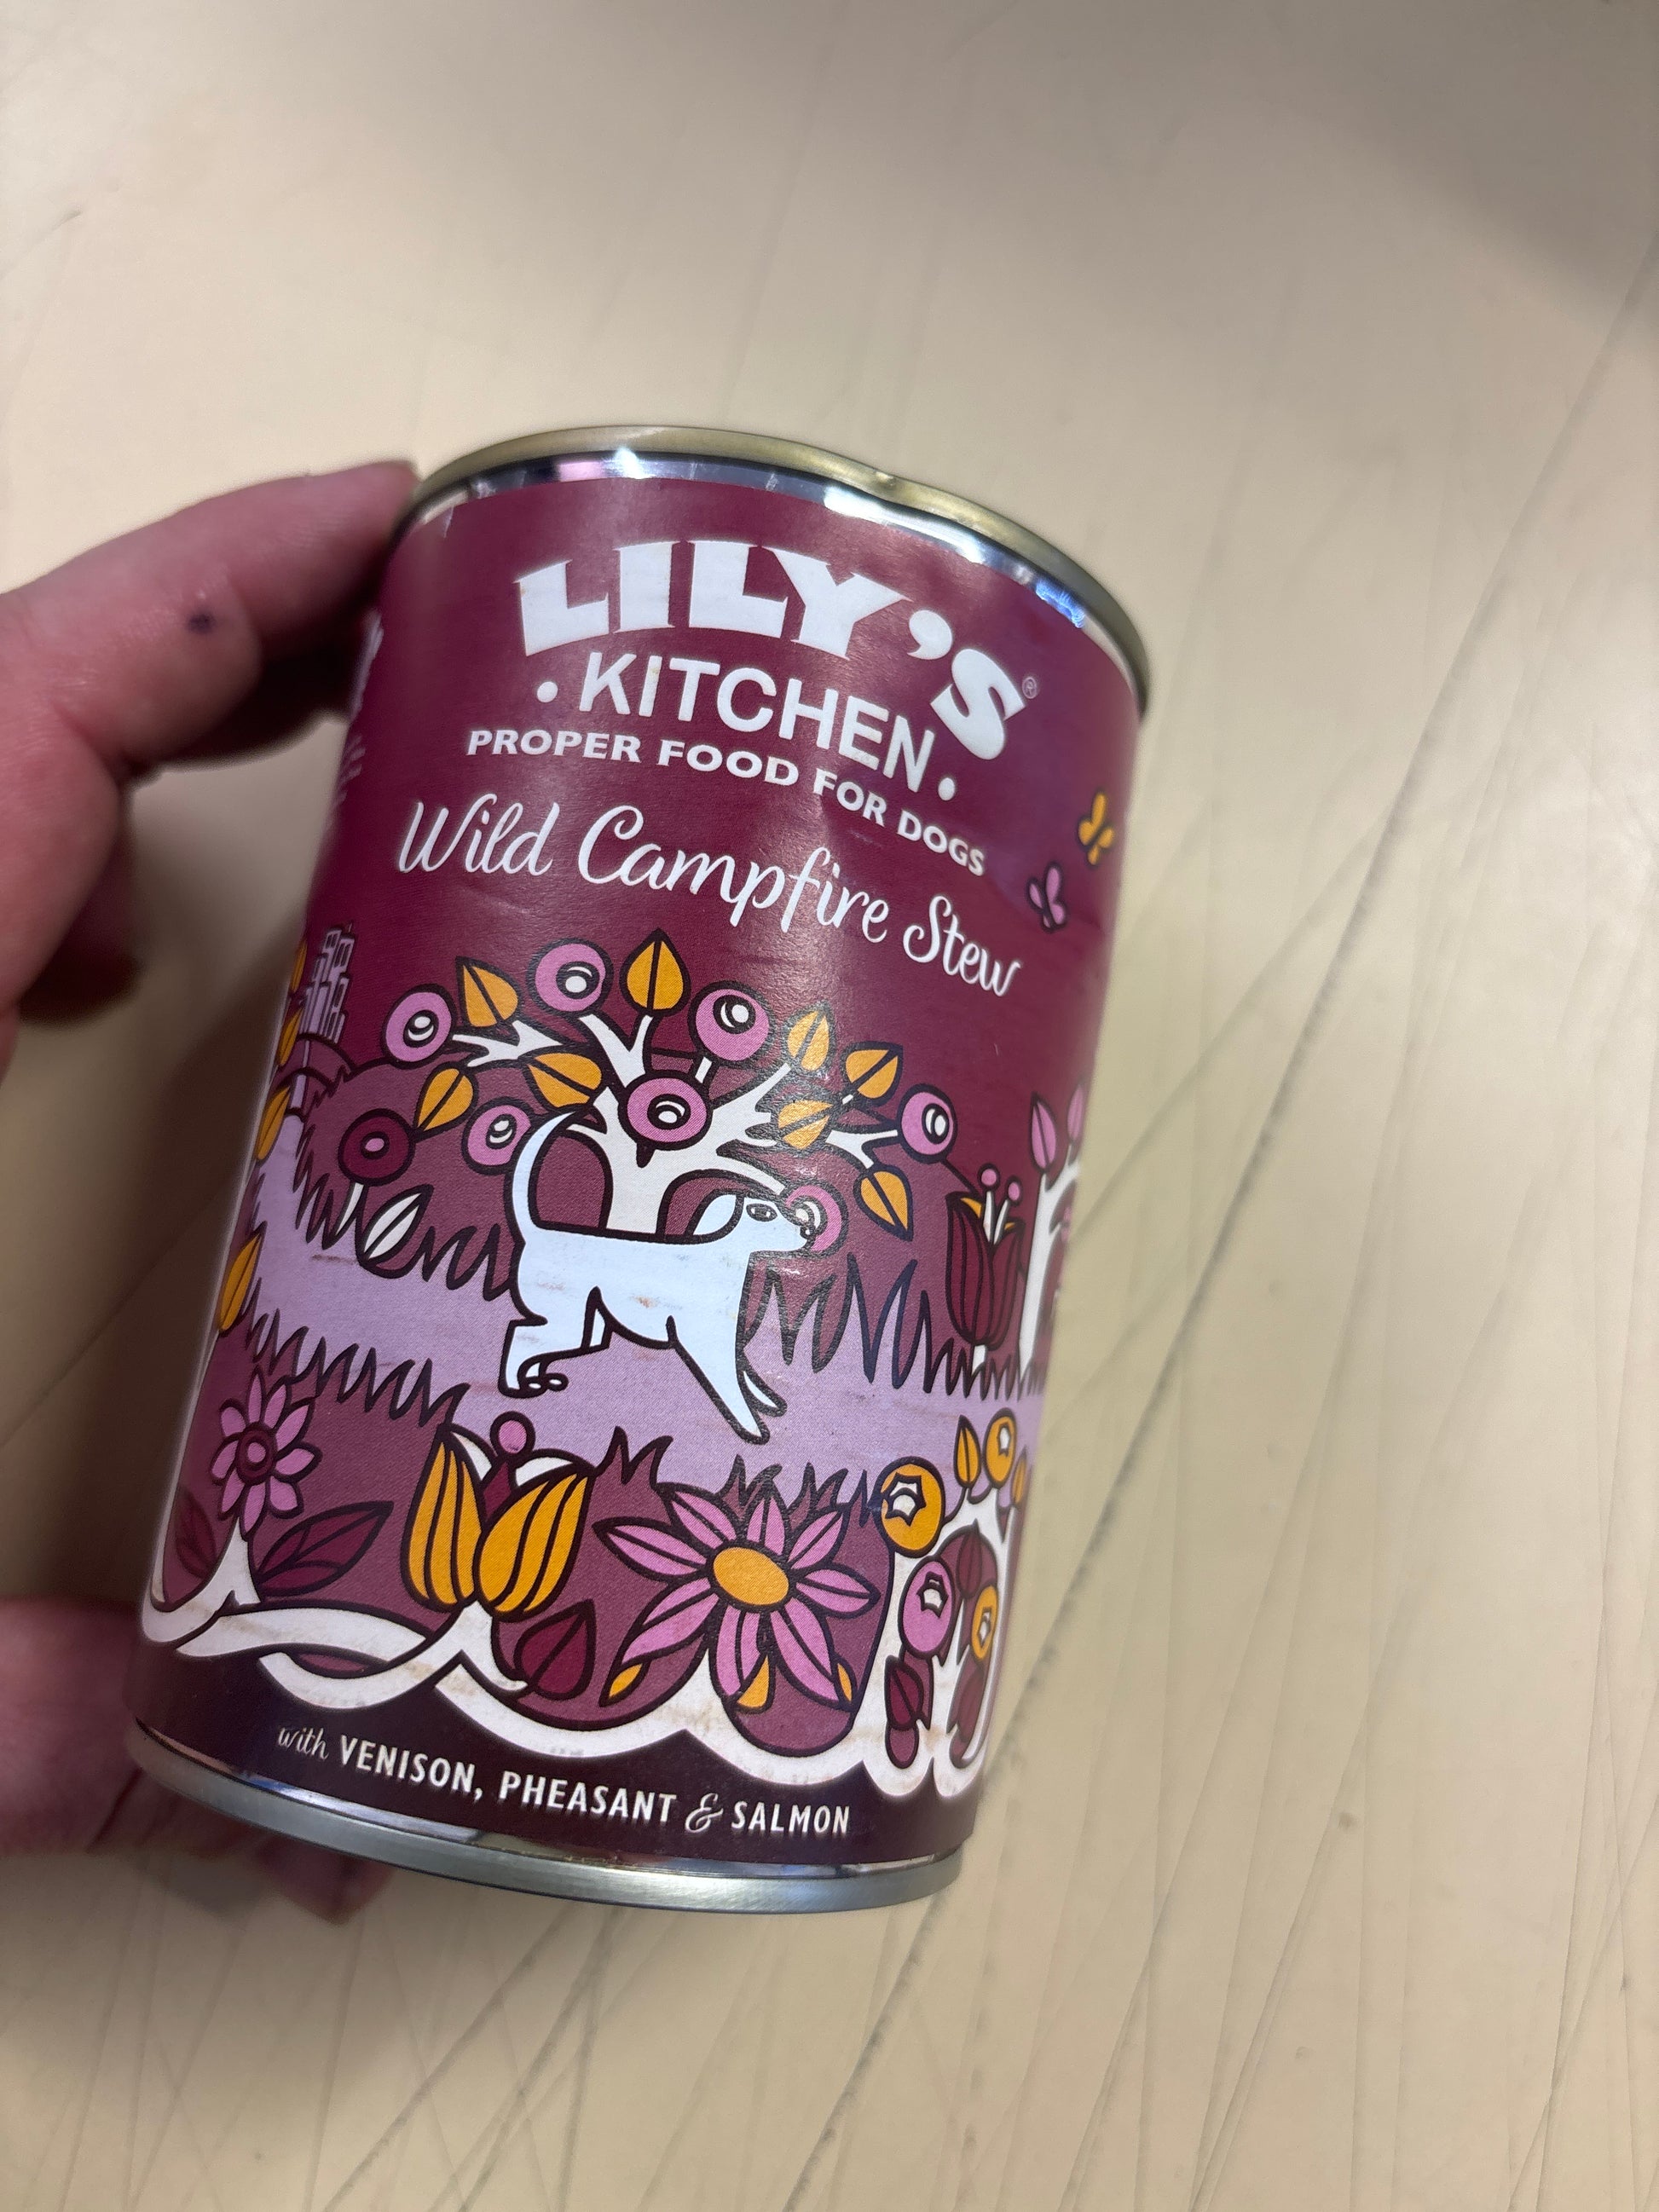 LILY'S®
• KITCHEN •
PROPER FOOD FOR DOGS
Wild Campfire Stew
with VENISON, PHEASANT & SALMON